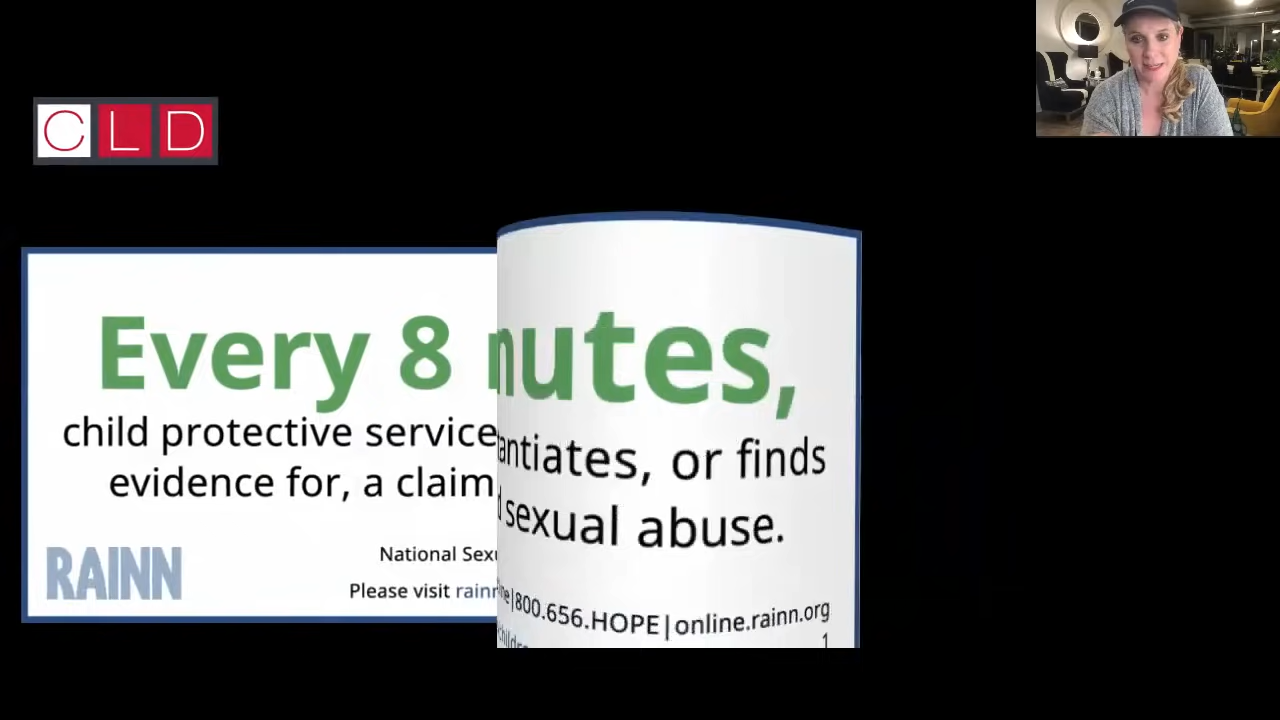 CLD
Every 8 nutes,
child protective service antiates, or finds
evidence for, a claim sexual abuse.
RAINN
National Sexu |800.656.HOPE|online.rainn.org
Please visit rainn
1